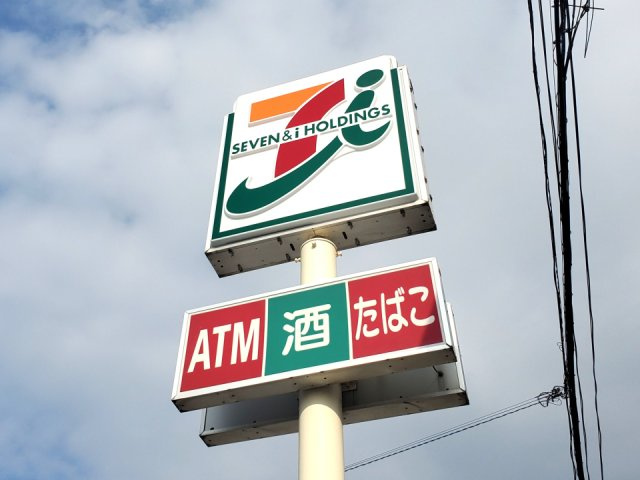 SEVEN & i HOLDINGS
ATM 酒 たばこ